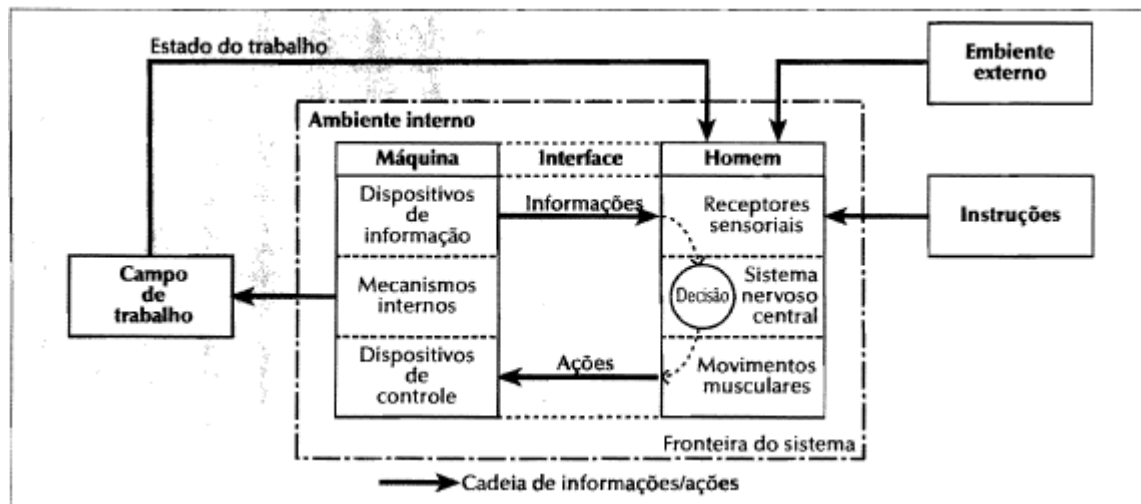 Estado do trabalho
Embiente
externo
Ambiente interno
Máquina
Interface
Homem
Dispositivos
de
informação
Informações
Receptores
sensoriais
Instruções
Campo
de
trabalho
Mecanismos
internos
Decisão
Sistema
nervoso
central
Dispositivos
de
controle
Ações
Movimentos
musculares
Fronteira do sistema
Cadeia de informações/ações